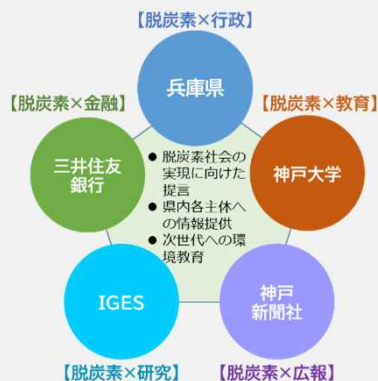 【脱炭素×行政】
兵庫県
【脱炭素×金融】
【脱炭素×教育】
三井住友
銀行
● 脱炭素社会の
実現に向けた
提言
● 県内各主体へ
の情報提供
● 次世代への環
境教育
神戸大学
IGES
神戸
新聞社
【脱炭素×研究】
【脱炭素×広報】